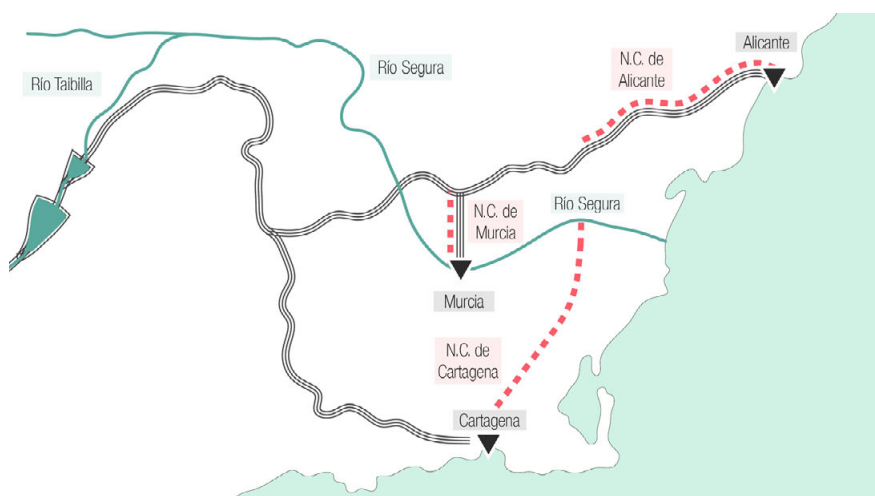 Alicante
N.C. de
Alicante
Río Segura
Río Taibilla
Río Segura
N.C. de
Murcia
Murcia
N.C. de
Cartagena
Cartagena